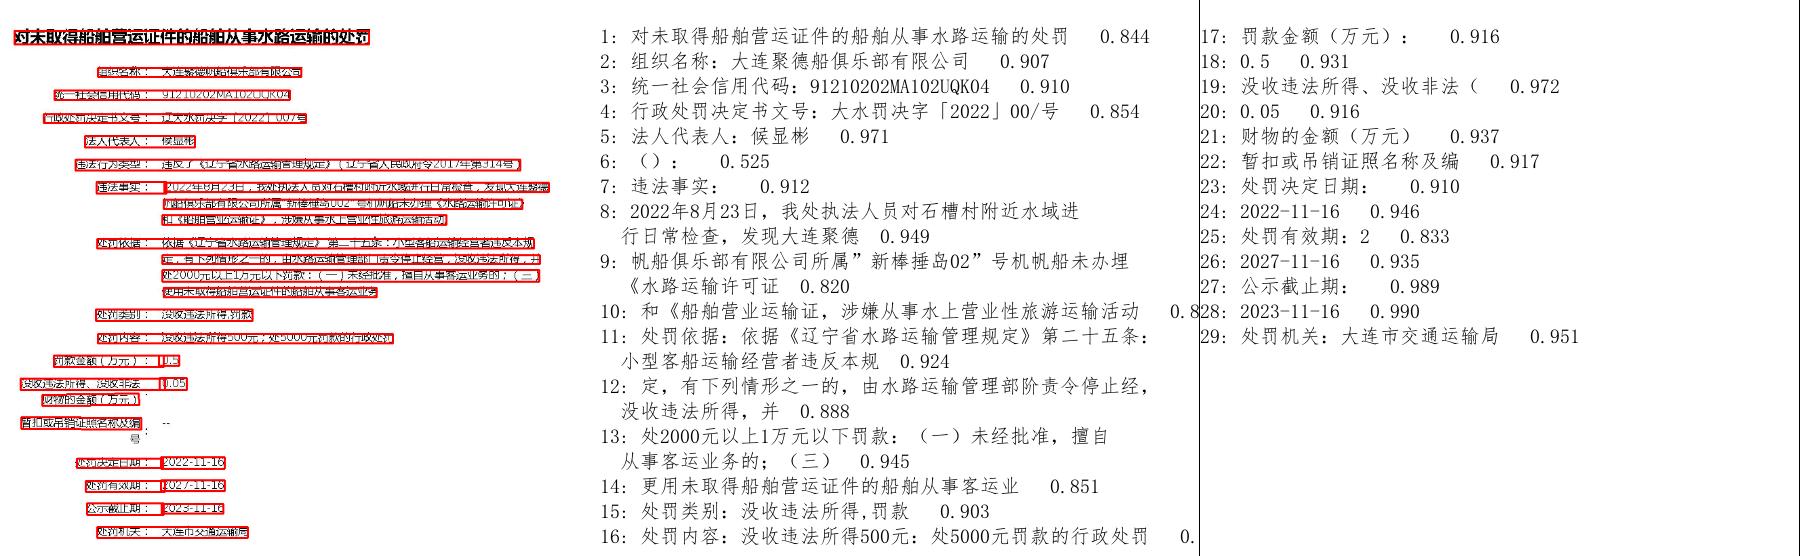 对未取得船舶营运证件的船舶从事水路运输的处罚
组织名称： 大连聚德帆船俱乐部有限公司
统一社会信用代码： 91210202MA102UQK04
行政处罚决定书文号： 辽大水罚决字「2022」007号
法人代表人： 候显彬
违法行为类型： 违反了《辽宁省水路运输管理规定》（辽宁省人民政府令2017年第314号）
违法事实： 2022年8月23日，我处执法人员对石槽村附近水域进行日常检查，发现大连聚德
帆船俱乐部有限公司所属"新棒棰岛002"号机帆船未办理《水路运输许可证》
和《船舶营业运输证》，涉嫌从事水上营业性旅游运输活动
处罚依据： 依据《辽宁省水路运输管理规定》第二十五条：小型客船运输经营者违反本规
定，有下列情形之一的，由水路运输管理部门责令停止经营，没收违法所得，并
处2000元以上1万元以下罚款：（一）未经批准，擅自从事客运业务的；（三）
使用未取得船舶营运证件的船舶从事客运业务
处罚类别： 没收违法所得,罚款
处罚内容： 没收违法所得500元；处5000元罚款的行政处罚
罚款金额（万元）： 0.5
没收违法所得、没收非法 0.05
财物的金额（万元） :
暂扣或吊销证照名称及编 --
号 :
处罚决定日期： 2022-11-16
处罚有效期： 2027-11-16
公示截止期： 2023-11-16
处罚机关： 大连市交通运输局
1: 对未取得船舶营运证件的船舶从事水路运输的处罚 0.844
2: 组织名称: 大连聚德船俱乐部有限公司 0.907
3: 统一社会信用代码: 91210202MA102UQK04 0.910
4: 行政处罚决定书文号: 大水罚决字「2022」00/号 0.854
5: 法人代表人: 候显彬 0.971
6: （）: 0.525
7: 违法事实: 0.912
8: 2022年8月23日, 我处执法人员对石槽村附近水域进
行日常检查, 发现大连聚德 0.949
9: 帆船俱乐部有限公司所属”新棒捶岛02”号机帆船未办埋
《水路运输许可证 0.820
10: 和《船舶营业运输证, 涉嫌从事水上营业性旅游运输活动 0.8
11: 处罚依据: 依据《辽宁省水路运输管理规定》第二十五条:
小型客船运输经营者违反本规 0.924
12: 定, 有下列情形之一的, 由水路运输管理部阶责令停止经,
没收违法所得, 并 0.888
13: 处2000元以上1万元以下罚款: （一）未经批准, 擅自
从事客运业务的; （三） 0.945
14: 更用未取得船舶营运证件的船舶从事客运业 0.851
15: 处罚类别: 没收违法所得,罚款 0.903
16: 处罚内容: 没收违法所得500元: 处5000元罚款的行政处罚 0.
17: 罚款金额（万元）: 0.916
18: 0.5 0.931
19: 没收违法所得、没收非法（ 0.972
20: 0.05 0.916
21: 财物的金额（万元） 0.937
22: 暂扣或吊销证照名称及编 0.917
23: 处罚决定日期: 0.910
24: 2022-11-16 0.946
25: 处罚有效期: 2 0.833
26: 2027-11-16 0.935
27: 公示截止期: 0.989
28: 2023-11-16 0.990
29: 处罚机关: 大连市交通运输局 0.951